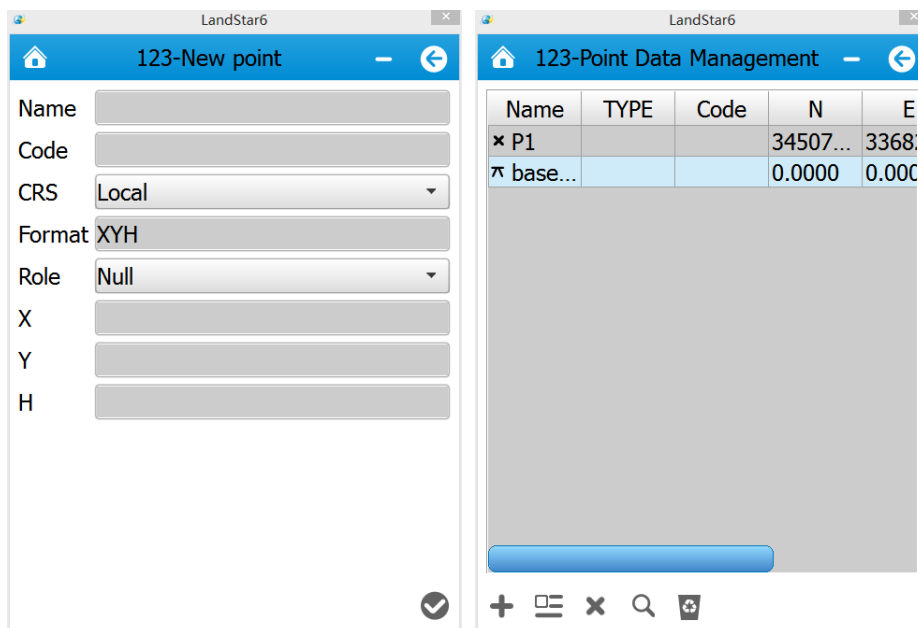 LandStar6
123-New point
Name
Code
CRS Local
Format XYH
Role Null
X
Y
H
LandStar6
123-Point Data Management
Name TYPE Code N E
P1 34507... 3368
base... 0.0000 0.000